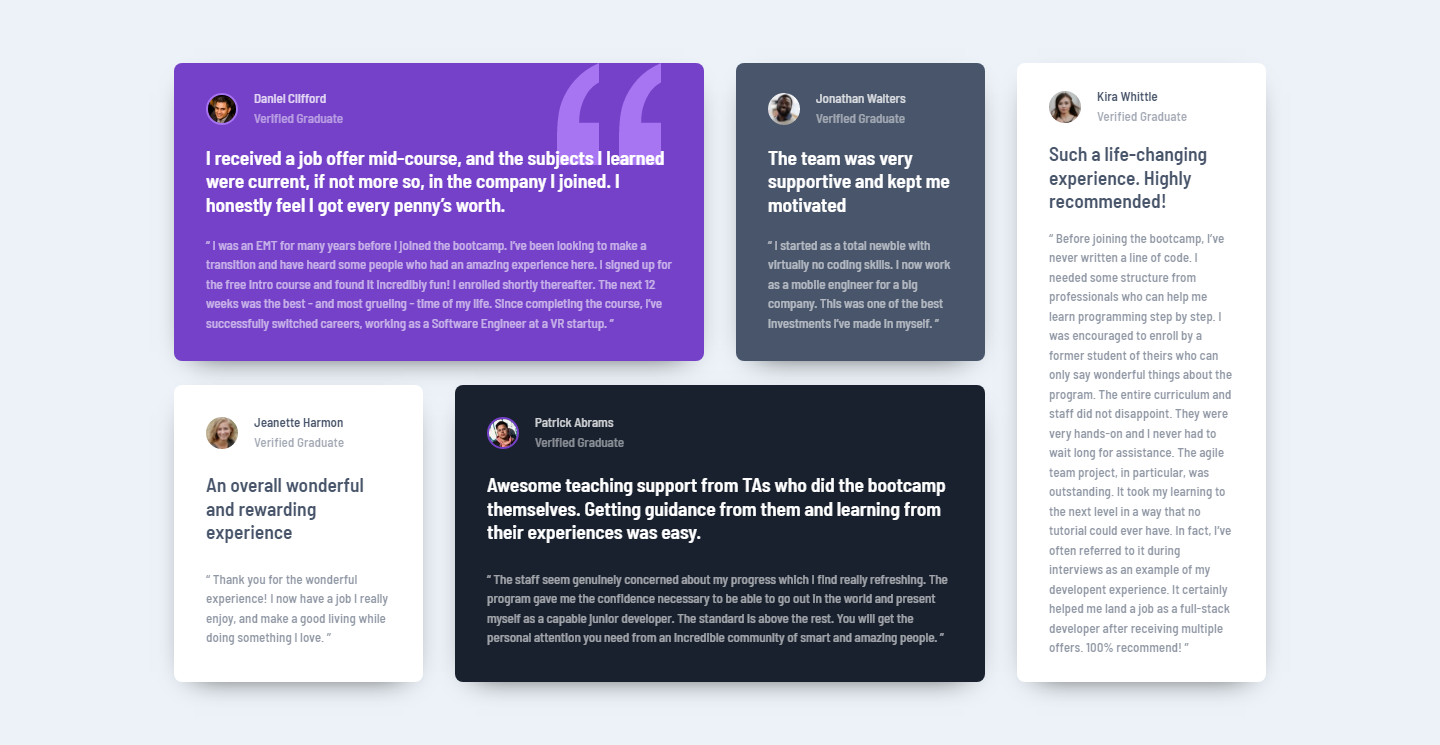 Daniel Clifford
Verified Graduate
I received a job offer mid-course, and the subjects I learned
were current, if not more so, in the company I joined. I
honestly feel I got every penny’s worth.
“ I was an EMT for many years before I joined the bootcamp. I’ve been looking to make a
transition and have heard some people who had an amazing experience here. I signed up for
the free intro course and found it incredibly fun! I enrolled shortly thereafter. The next 12
weeks was the best - and most grueling - time of my life. Since completing the course, I’ve
successfully switched careers, working as a Software Engineer at a VR startup. ”
Jonathan Walters
Verified Graduate
The team was very
supportive and kept me
motivated
“ I started as a total newbie with
virtually no coding skills. I now work
as a mobile engineer for a big
company. This was one of the best
investments I’ve made in myself. ”
Kira Whittle
Verified Graduate
Such a life-changing
experience. Highly
recommended!
“ Before joining the bootcamp, I’ve
never written a line of code. I
needed some structure from
professionals who can help me
learn programming step by step. I
was encouraged to enroll by a
former student of theirs who can
only say wonderful things about the
program. The entire curriculum and
staff did not disappoint. They were
very hands-on and I never had to
wait long for assistance. The agile
team project, in particular, was
outstanding. It took my learning to
the next level in a way that no
tutorial could ever have. In fact, I’ve
often referred to it during
interviews as an example of my
developent experience. It certainly
helped me land a job as a full-stack
developer after receiving multiple
offers. 100% recommend! ”
Jeanette Harmon
Verified Graduate
An overall wonderful
and rewarding
experience
“ Thank you for the wonderful
experience! I now have a job I really
enjoy, and make a good living while
doing something I love. ”
Patrick Abrams
Verified Graduate
Awesome teaching support from TAs who did the bootcamp
themselves. Getting guidance from them and learning from
their experiences was easy.
“ The staff seem genuinely concerned about my progress which I find really refreshing. The
program gave me the confidence necessary to be able to go out in the world and present
myself as a capable junior developer. The standard is above the rest. You will get the
personal attention you need from an incredible community of smart and amazing people. ”